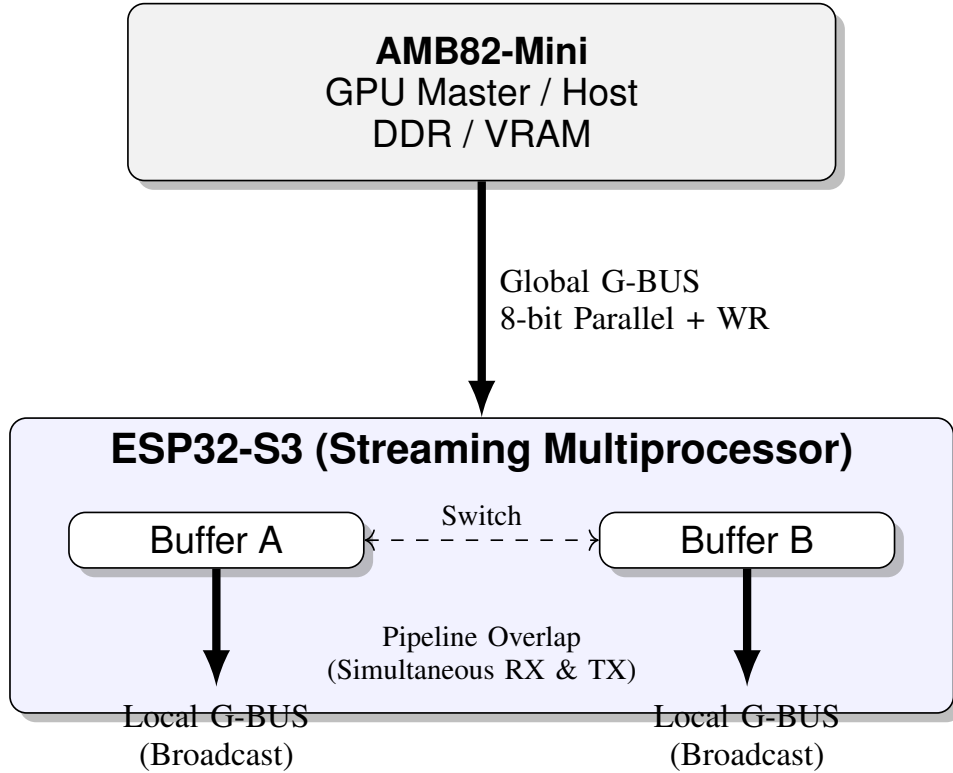 AMB82-Mini
GPU Master / Host
DDR / VRAM
Global G-BUS
8-bit Parallel + WR
ESP32-S3 (Streaming Multiprocessor)
Switch
Buffer A
Buffer B
Pipeline Overlap
(Simultaneous RX & TX)
Local G-BUS
(Broadcast)
Local G-BUS
(Broadcast)